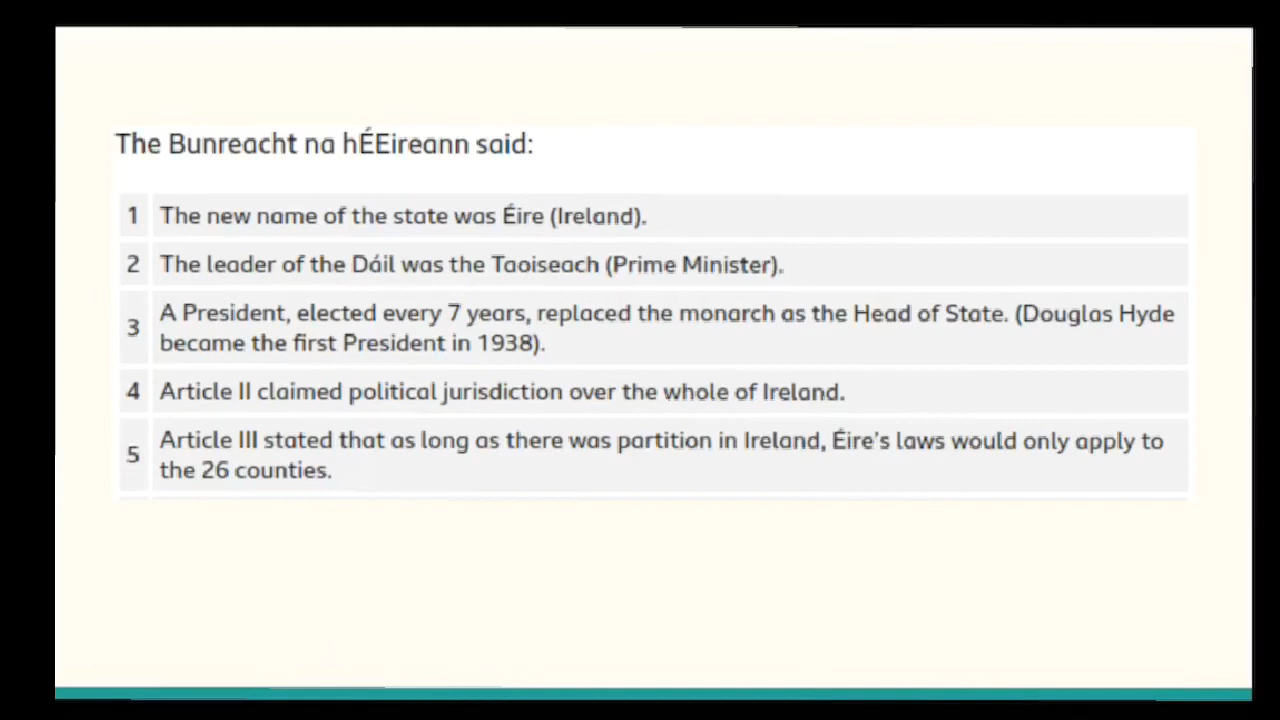 The Bunreacht na hÉEireann said:
1 The new name of the state was Éire (Ireland).
2 The leader of the Dáil was the Taoiseach (Prime Minister).
3 A President, elected every 7 years, replaced the monarch as the Head of State. (Douglas Hyde
became the first President in 1938).
4 Article II claimed political jurisdiction over the whole of Ireland.
5 Article III stated that as long as there was partition in Ireland, Éire's laws would only apply to
the 26 counties.